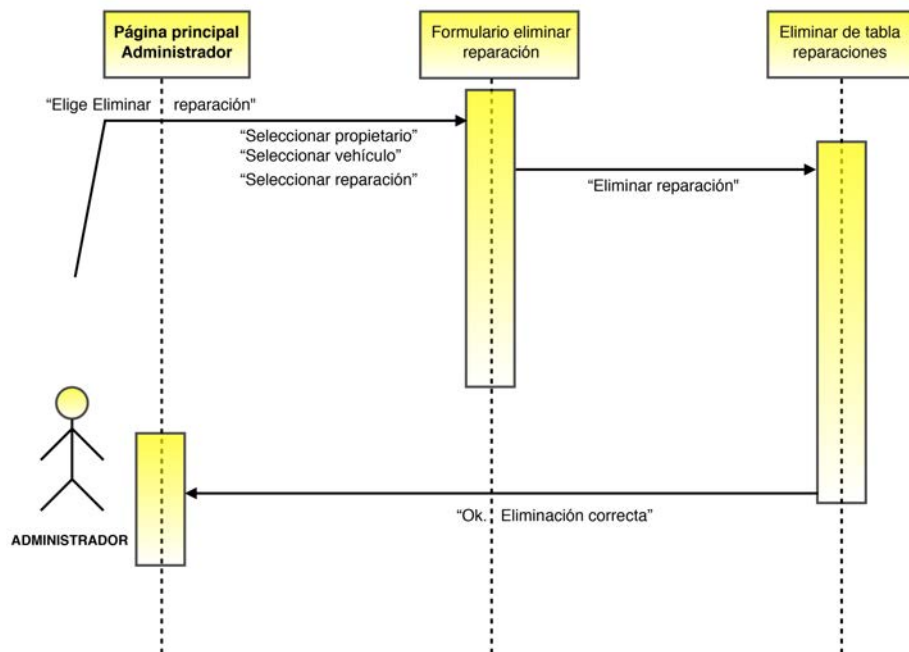 Página principal
Administrador
Formulario eliminar
reparación
Eliminar de tabla
reparaciones
“Elige Eliminar reparación"
“Seleccionar propietario”
“Seleccionar vehículo”
“Seleccionar reparación”
“Eliminar reparación"
“Ok. Eliminación correcta”
ADMINISTRADOR